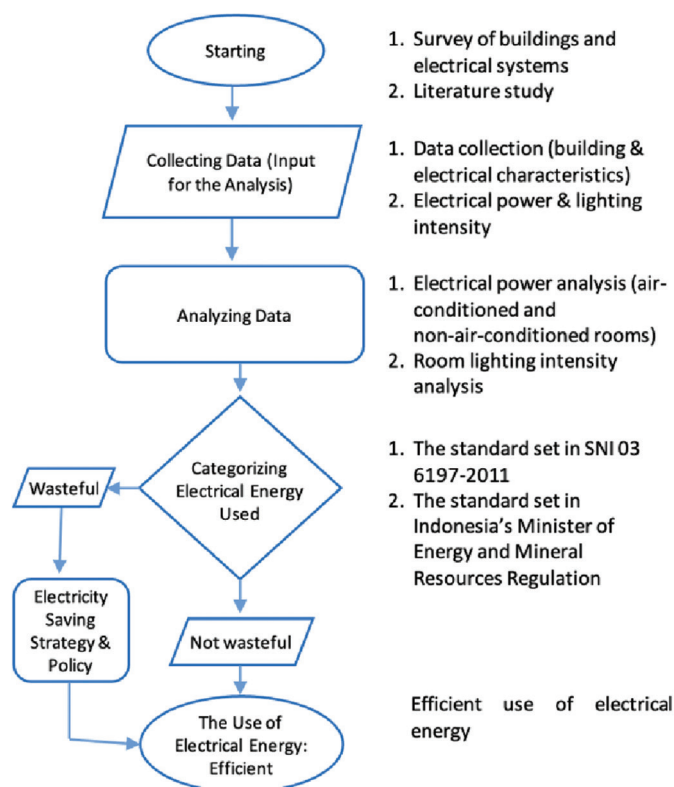 Starting
1. Survey of buildings and
electrical systems
2. Literature study
Collecting Data (Input
for the Analysis)
1. Data collection (building &
electrical characteristics)
2. Electrical power & lighting
intensity
Analyzing Data
1. Electrical power analysis (air-
conditioned and
non-air-conditioned rooms)
2. Room lighting intensity
analysis
Categorizing
Electrical Energy
Used
Wasteful
1. The standard set in SNI 03
6197-2011
2. The standard set in
Indonesia's Minister of
Energy and Mineral
Resources Regulation
Electricity
Saving
Strategy &
Policy
Not wasteful
The Use of
Electrical Energy:
Efficient
Efficient use of electrical
energy